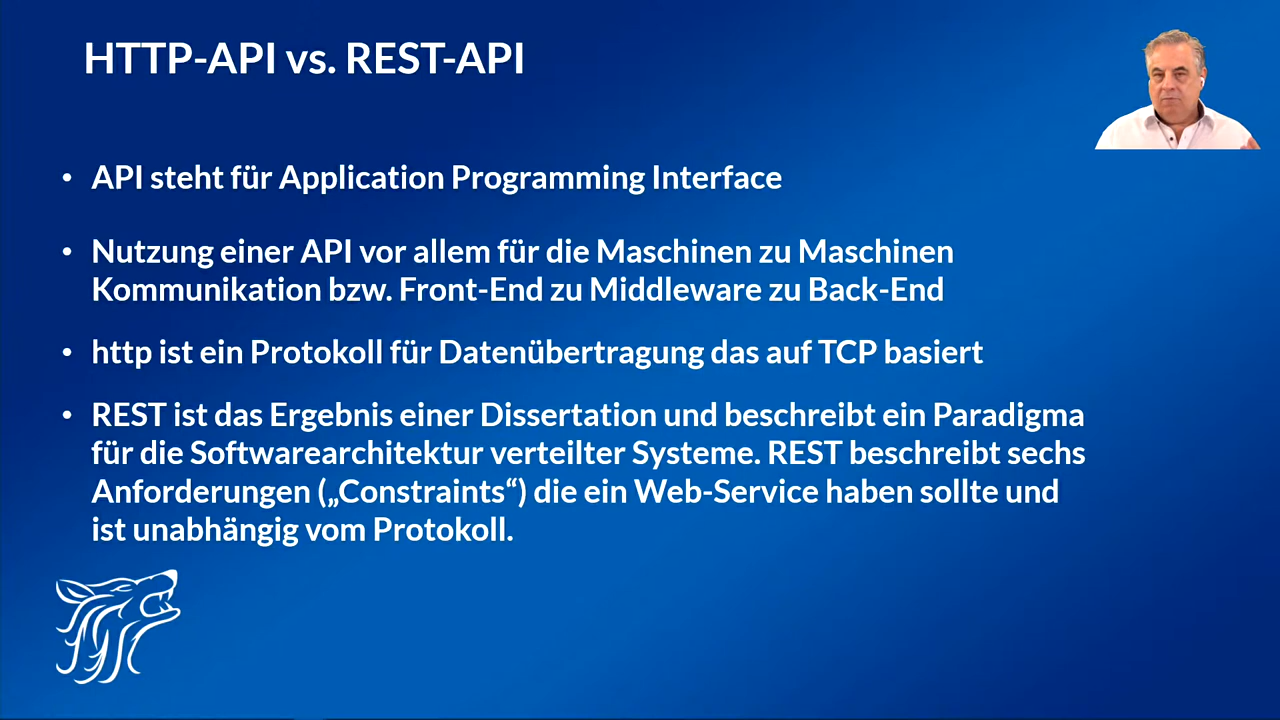 HTTP-API vs. REST-API
• API steht für Application Programming Interface
• Nutzung einer API vor allem für die Maschinen zu Maschinen
Kommunikation bzw. Front-End zu Middleware zu Back-End
• http ist ein Protokoll für Datenübertragung das auf TCP basiert
• REST ist das Ergebnis einer Dissertation und beschreibt ein Paradigma
für die Softwarearchitektur verteilter Systeme. REST beschreibt sechs
Anforderungen („Constraints“) die ein Web-Service haben sollte und
ist unabhängig vom Protokoll.